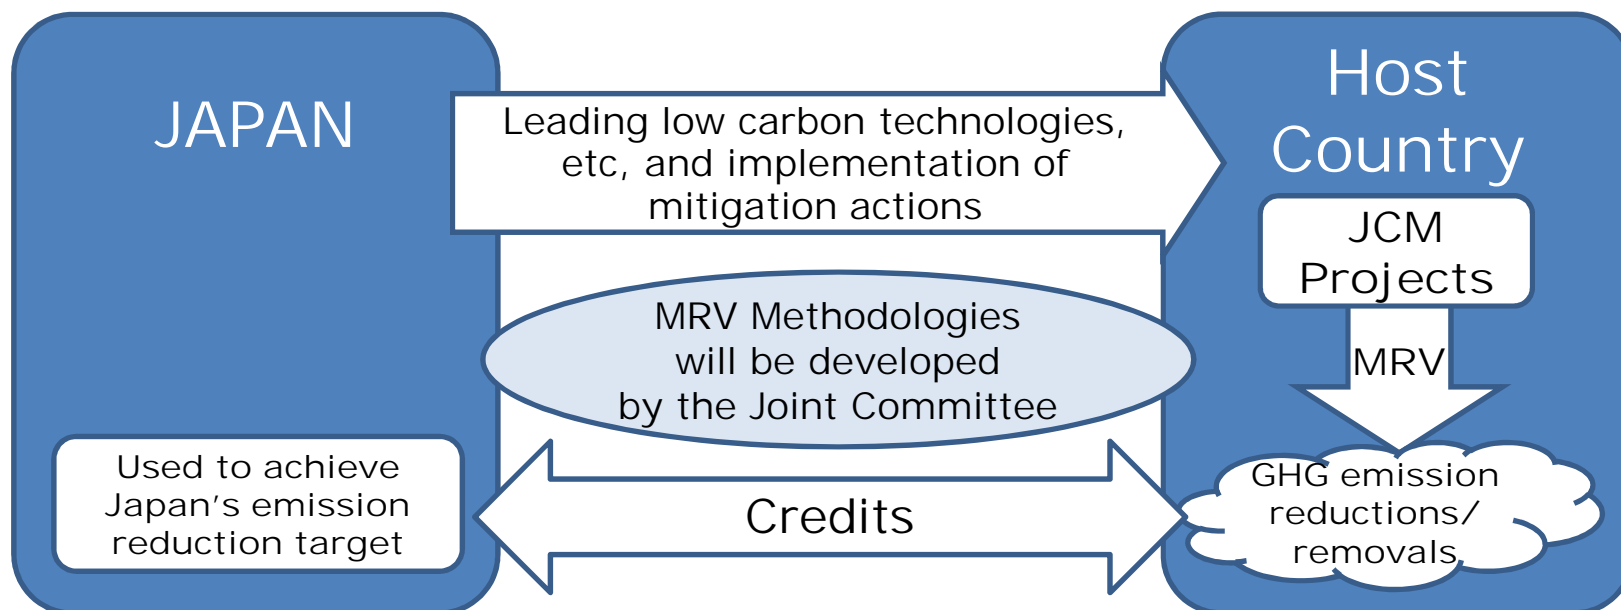 JAPAN
Leading low carbon technologies,
etc, and implementation of
mitigation actions
Host
Country
JCM
Projects
MRV Methodologies
will be developed
by the Joint Committee
MRV
Used to achieve
Japan’s emission
reduction target
Credits
GHG emission
reductions/
removals